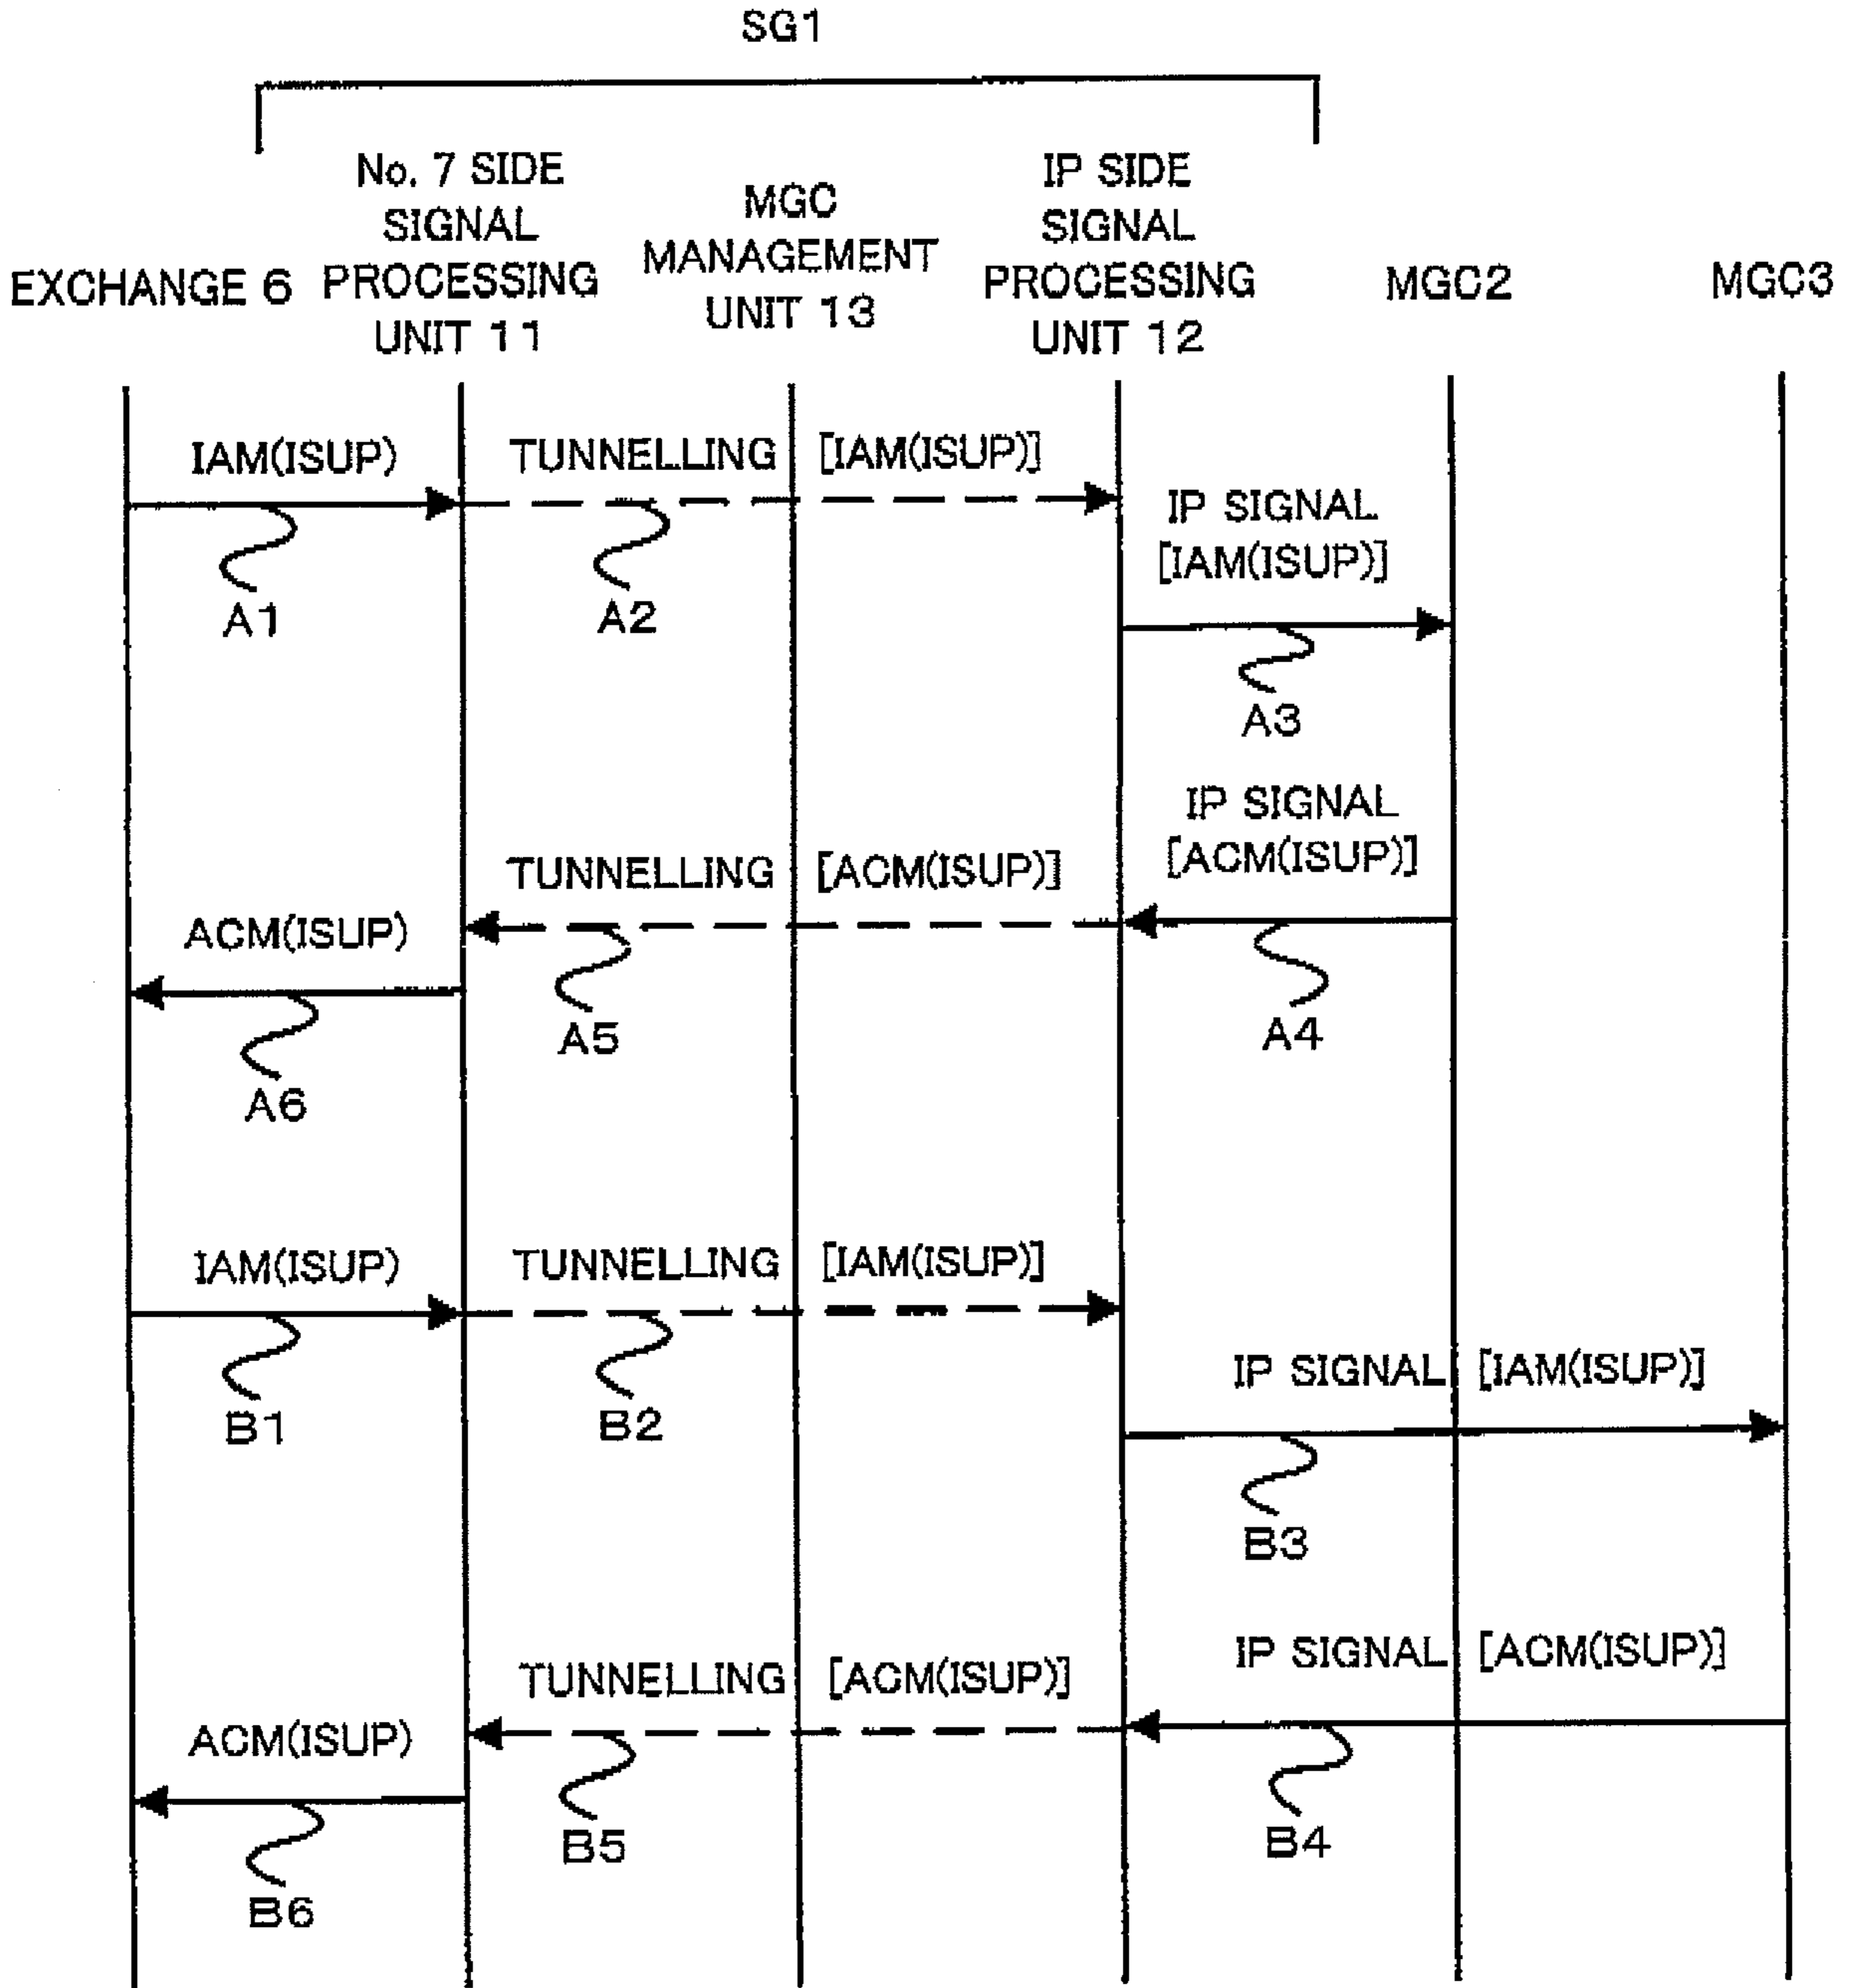 SG1
No. 7 SIDE
SIGNAL
PROCESSING
UNIT 11
MGC
MANAGEMENT
UNIT 13
IP SIDE
SIGNAL
PROCESSING
UNIT 12
EXCHANGE 6
MGC2
MGC3
IAM(ISUP)
TUNNELLING [IAM(ISUP)]
IP SIGNAL
[IAM(ISUP)]
A1
A2
A3
IP SIGNAL
[ACM(ISUP)]
TUNNELLING [ACM(ISUP)]
ACM(ISUP)
A5
A4
A6
IAM(ISUP)
TUNNELLING [IAM(ISUP)]
IP SIGNAL [IAM(ISUP)]
B1
B2
B3
IP SIGNAL [ACM(ISUP)]
TUNNELLING [ACM(ISUP)]
ACM(ISUP)
B5
B4
B6